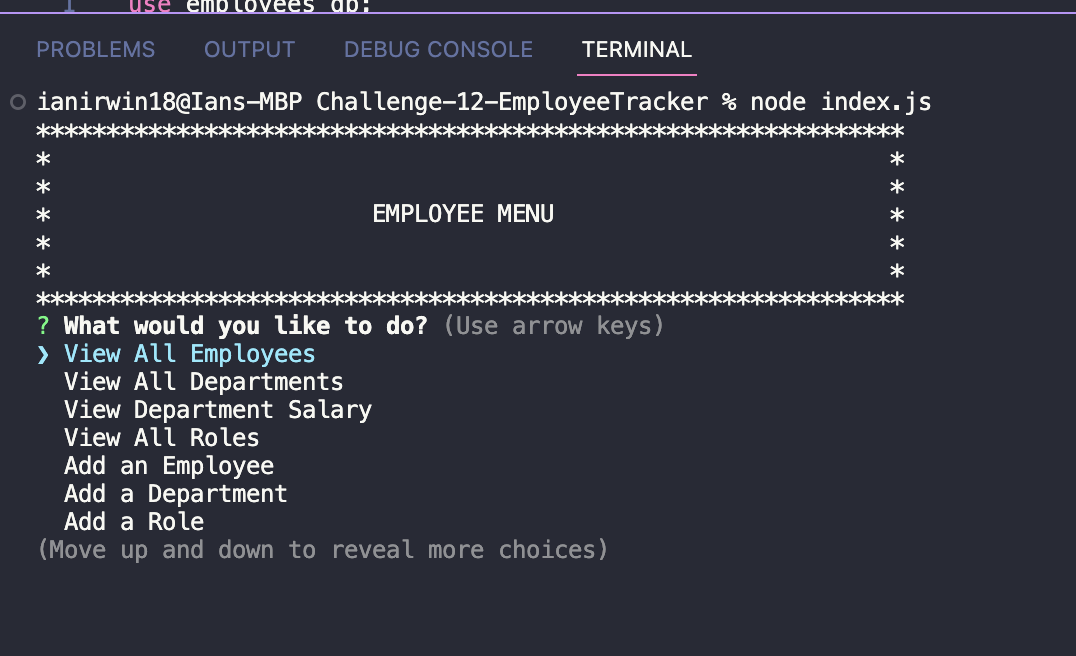 1 use employees_db;
PROBLEMS OUTPUT DEBUG CONSOLE TERMINAL
ianirwin18@Ians-MBP Challenge-12-EmployeeTracker % node index.js
**************************************************************
* *
* *
* EMPLOYEE MENU *
* *
* *
**************************************************************
? What would you like to do? (Use arrow keys)
❯ View All Employees
View All Departments
View Department Salary
View All Roles
Add an Employee
Add a Department
Add a Role
(Move up and down to reveal more choices)